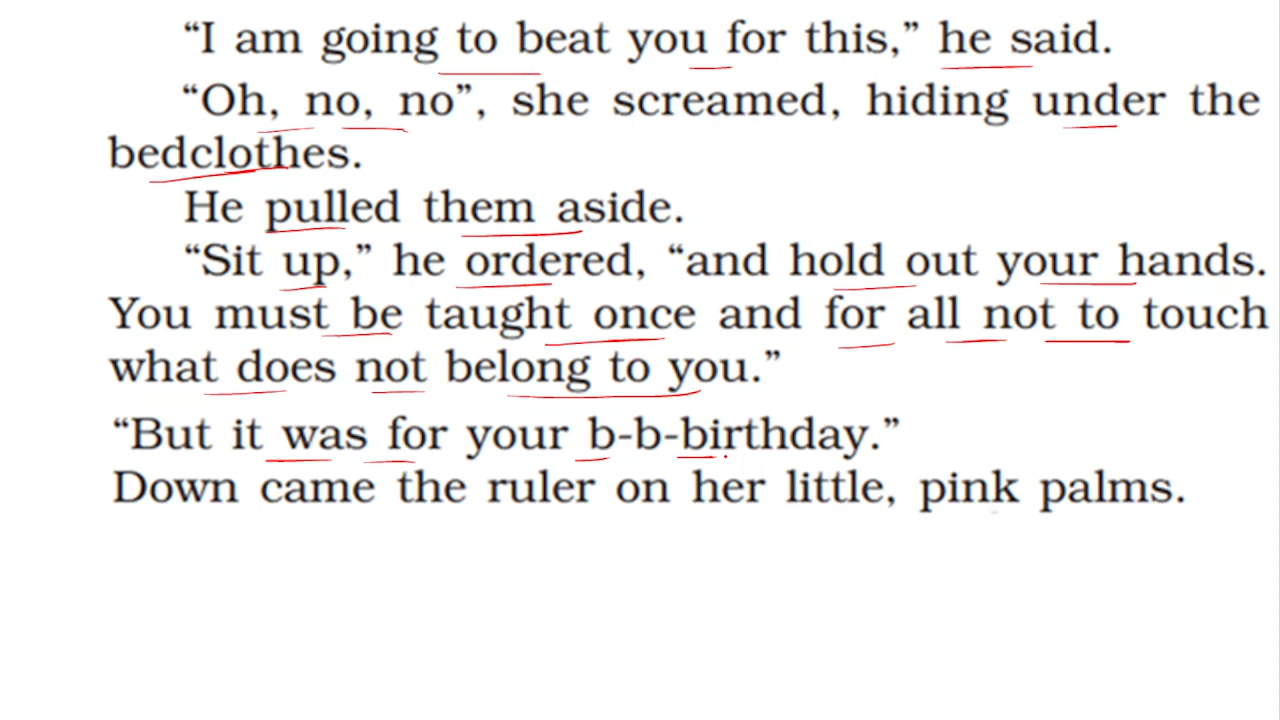 “I am going to beat you for this,” he said.
“Oh, no, no”, she screamed, hiding under the
bedclothes.
He pulled them aside.
“Sit up,” he ordered, “and hold out your hands.
You must be taught once and for all not to touch
what does not belong to you.”
“But it was for your b-b-birthday.”
Down came the ruler on her little, pink palms.